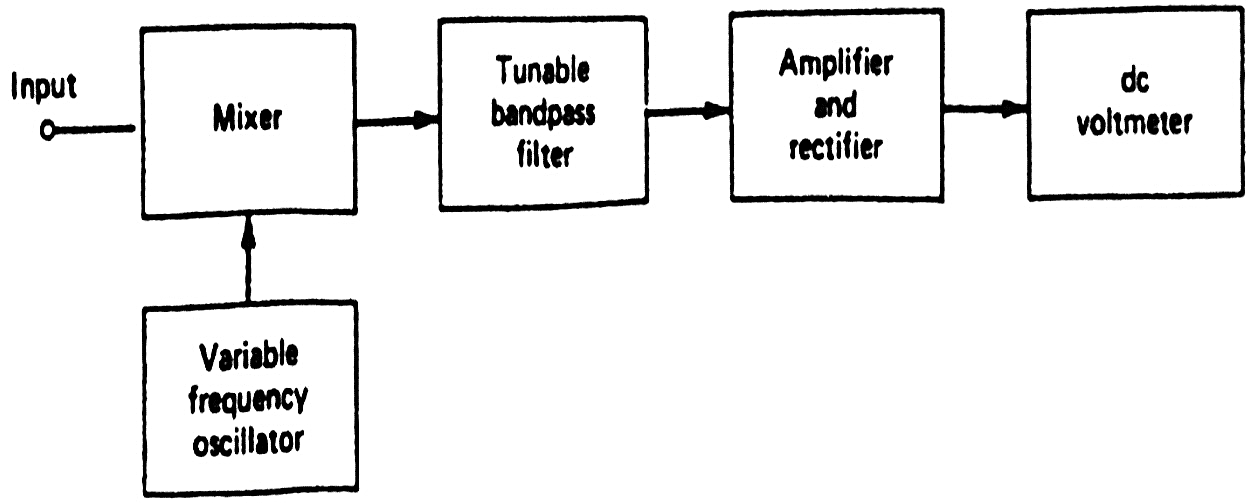 Input
Mixer
Tunable
bandpass
filter
Amplifier
and
rectifier
dc
voltmeter
Variable
frequency
oscillator